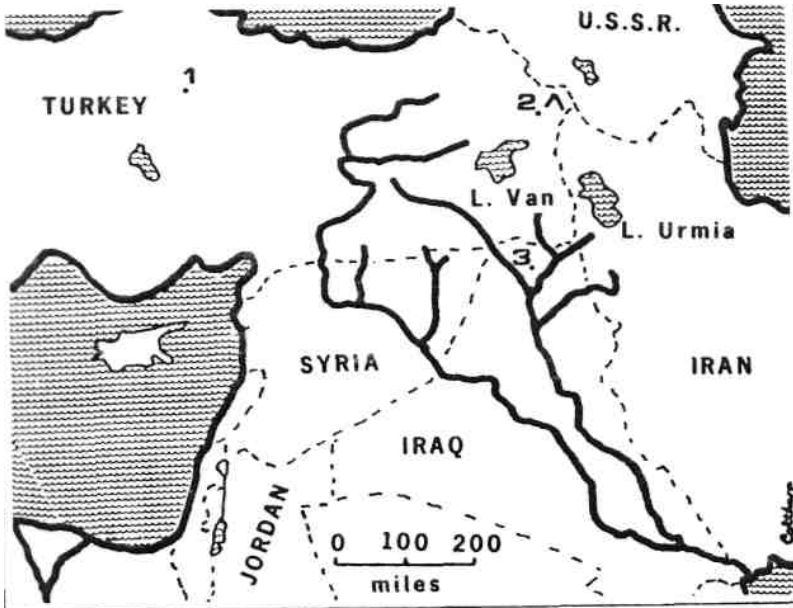 U.S.S.R.
1
TURKEY
2
L. Van
L. Urmia
3
SYRIA
IRAN
IRAQ
JORDAN
0 100 200
miles